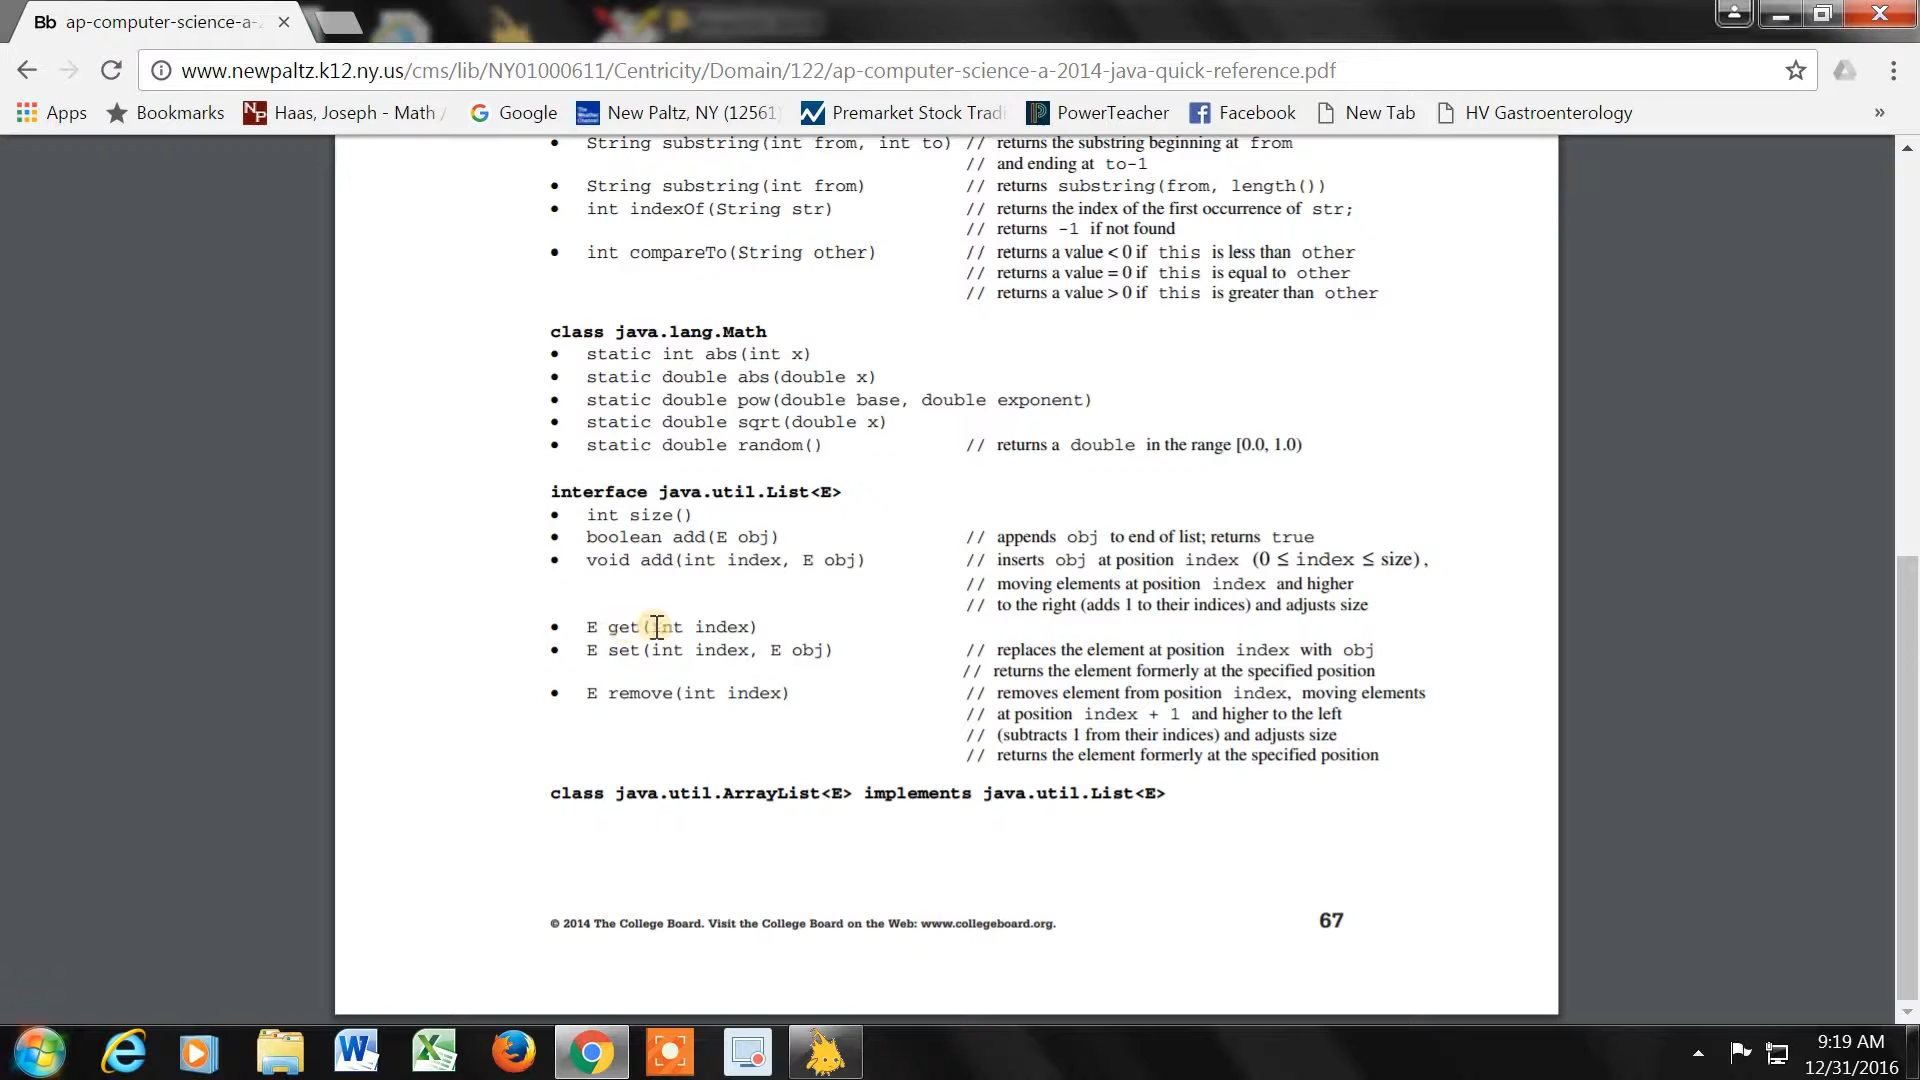 Bb ap-computer-science-a-2
www.newpaltz.k12.ny.us/cms/lib/NY01000611/Centricity/Domain/122/ap-computer-science-a-2014-java-quick-reference.pdf
Apps Bookmarks NP Haas, Joseph - Math / Google New Paltz, NY (12561) Premarket Stock Tradi PowerTeacher Facebook New Tab HV Gastroenterology »
• String substring(int from, int to) // returns the substring beginning at from
// and ending at to-1
• String substring(int from) // returns substring(from, length())
• int indexOf(String str) // returns the index of the first occurrence of str;
// returns -1 if not found
• int compareTo(String other) // returns a value < 0 if this is less than other
// returns a value = 0 if this is equal to other
// returns a value > 0 if this is greater than other
class java.lang.Math
• static int abs(int x)
• static double abs(double x)
• static double pow(double base, double exponent)
• static double sqrt(double x)
• static double random() // returns a double in the range [0.0, 1.0)
interface java.util.List<E>
• int size()
• boolean add(E obj) // appends obj to end of list; returns true
• void add(int index, E obj) // inserts obj at position index (0 ≤ index ≤ size),
// moving elements at position index and higher
// to the right (adds 1 to their indices) and adjusts size
• E get(int index)
• E set(int index, E obj) // replaces the element at position index with obj
// returns the element formerly at the specified position
• E remove(int index) // removes element from position index, moving elements
// at position index + 1 and higher to the left
// (subtracts 1 from their indices) and adjusts size
// returns the element formerly at the specified position
class java.util.ArrayList<E> implements java.util.List<E>
© 2014 The College Board. Visit the College Board on the Web: www.collegeboard.org. 67
9:19 AM
12/31/2016